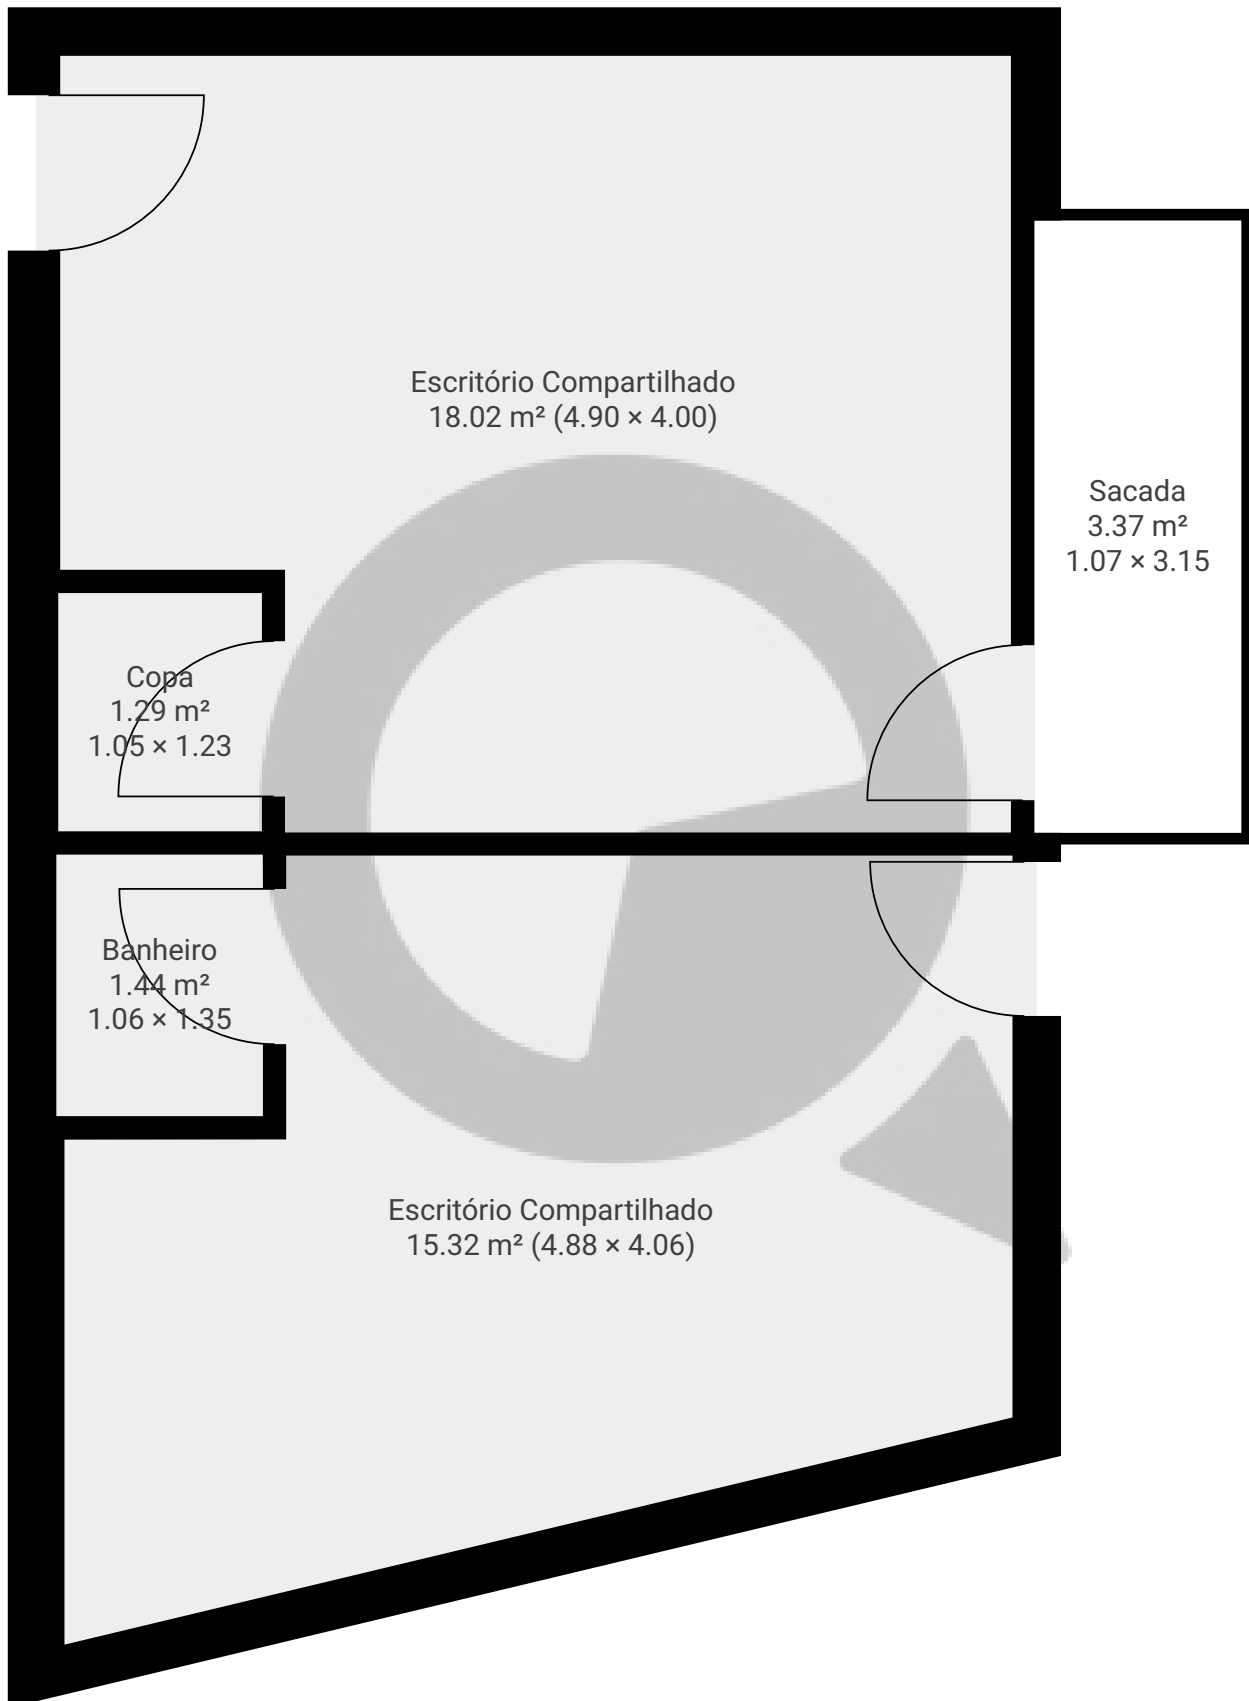 Escritório Compartilhado
18.02 m² (4.90 × 4.00)
Sacada
3.37 m²
1.07 × 3.15
Copa
1.29 m²
1.05 × 1.23
Banheiro
1.44 m²
1.06 × 1.35
Escritório Compartilhado
15.32 m² (4.88 × 4.06)